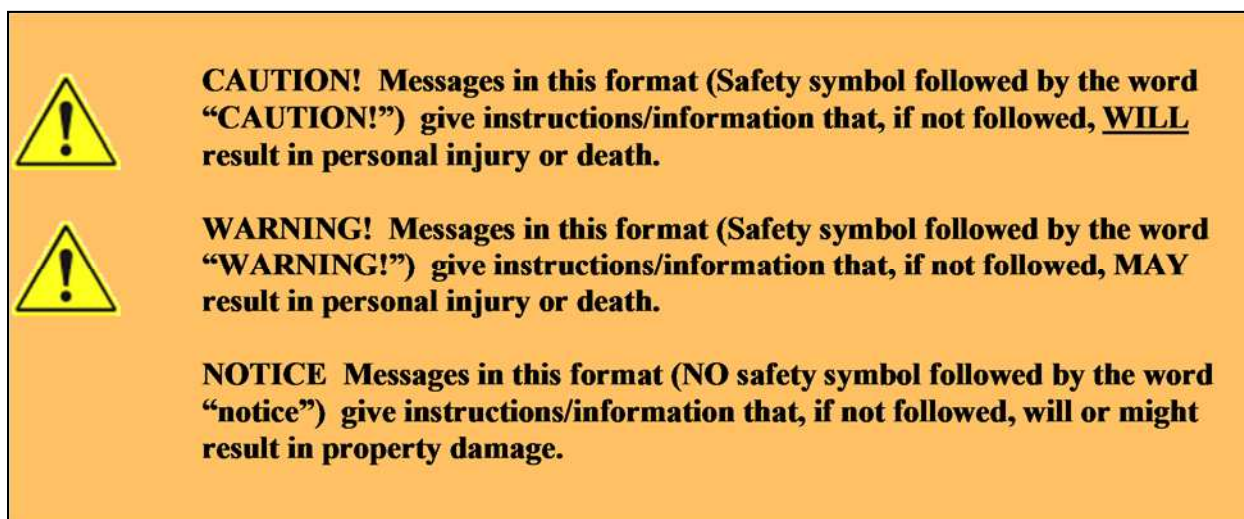 CAUTION!  Messages in this format (Safety symbol followed by the word
“CAUTION!”)  give instructions/information that, if not followed, WILL
result in personal injury or death.
WARNING!  Messages in this format (Safety symbol followed by the word
“WARNING!”)  give instructions/information that, if not followed, MAY
result in personal injury or death.
NOTICE  Messages in this format (NO safety symbol followed by the word
“notice”)  give instructions/information that, if not followed, will or might
result in property damage.